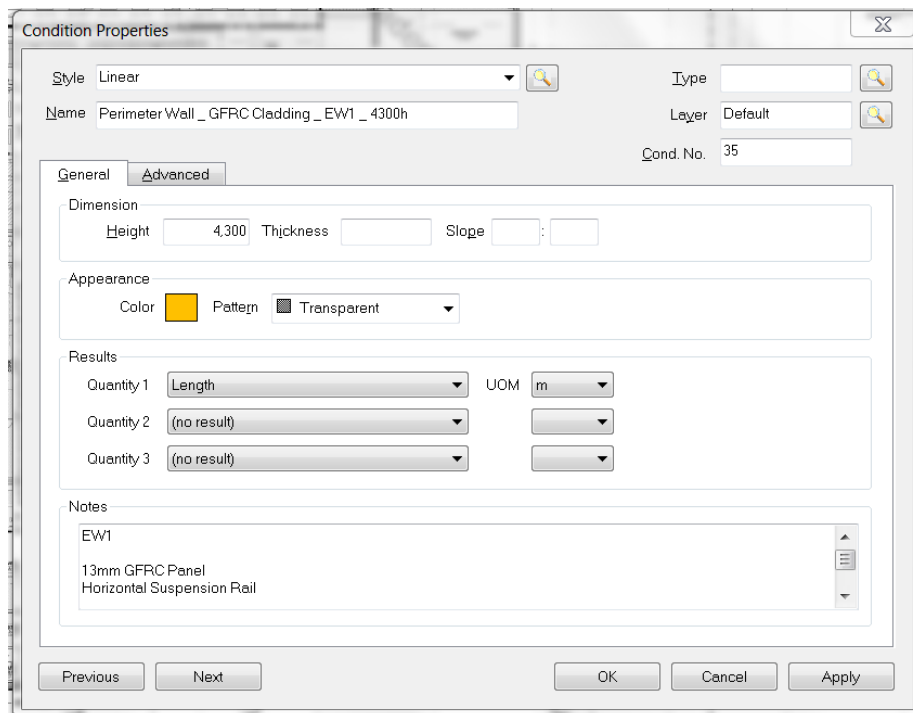 Condition Properties
Style Linear Type
Name Perimeter Wall _ GFRC Cladding _ EW1 _ 4300h Layer Default
Cond. No. 35
General Advanced
Dimension
Height 4,300 Thickness Slope :
Appearance
Color Pattern Transparent
Results
Quantity 1 Length UOM m
Quantity 2 (no result)
Quantity 3 (no result)
Notes
EW1
13mm GFRC Panel
Horizontal Suspension Rail
Previous Next OK Cancel Apply